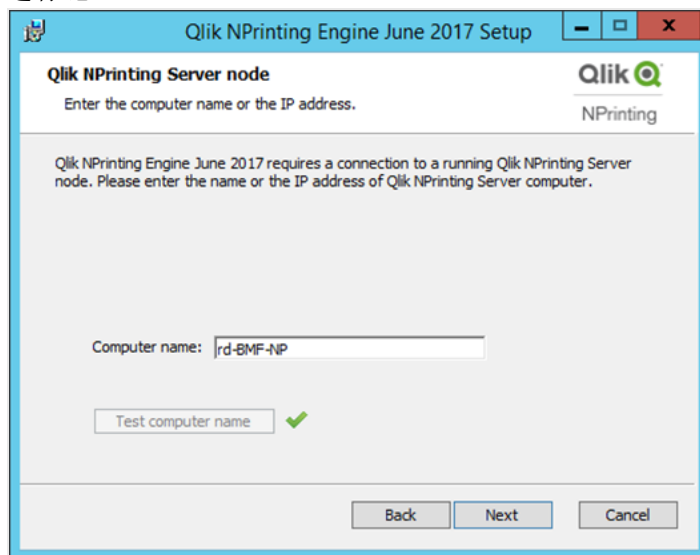 Qlik NPrinting Engine June 2017 Setup
Qlik NPrinting Server node
Enter the computer name or the IP address.
Qlik
NPrinting
Qlik NPrinting Engine June 2017 requires a connection to a running Qlik NPrinting Server
node. Please enter the name or the IP address of Qlik NPrinting Server computer.
Computer name: rd-BMF-NP
Test computer name
Back Next Cancel